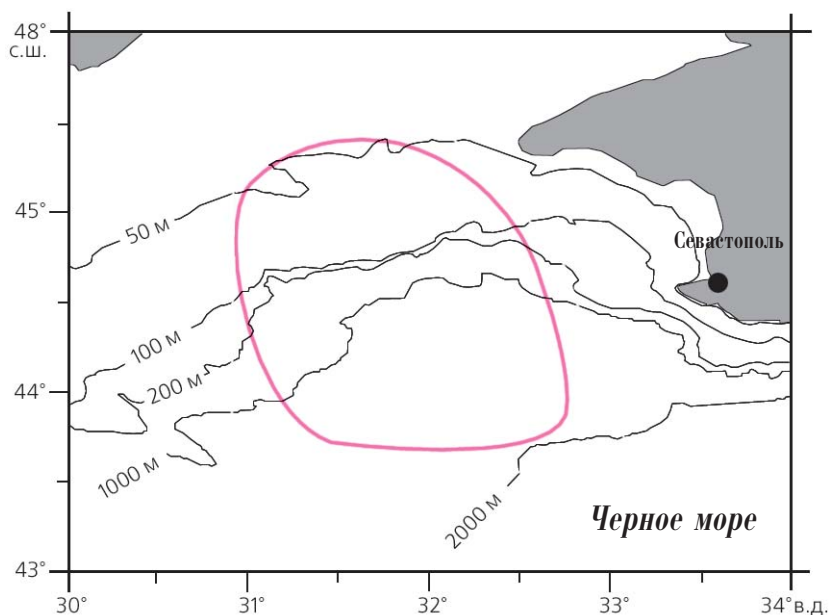 48°
с.ш.
45°
44°
43°
50 м
100 м
200 м
1000 м
2000 м
Севастополь
Черное море
30°
31°
32°
33°
34°в.д.